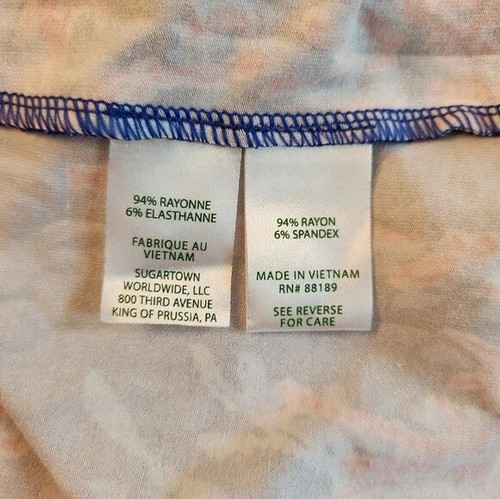 94% RAYONNE
6% ELASTHANNE
FABRIQUE AU
VIETNAM
SUGARTOWN
WORLDWIDE, LLC
800 THIRD AVENUE
KING OF PRUSSIA, PA
94% RAYON
6% SPANDEX
MADE IN VIETNAM
RN# 88189
SEE REVERSE
FOR CARE